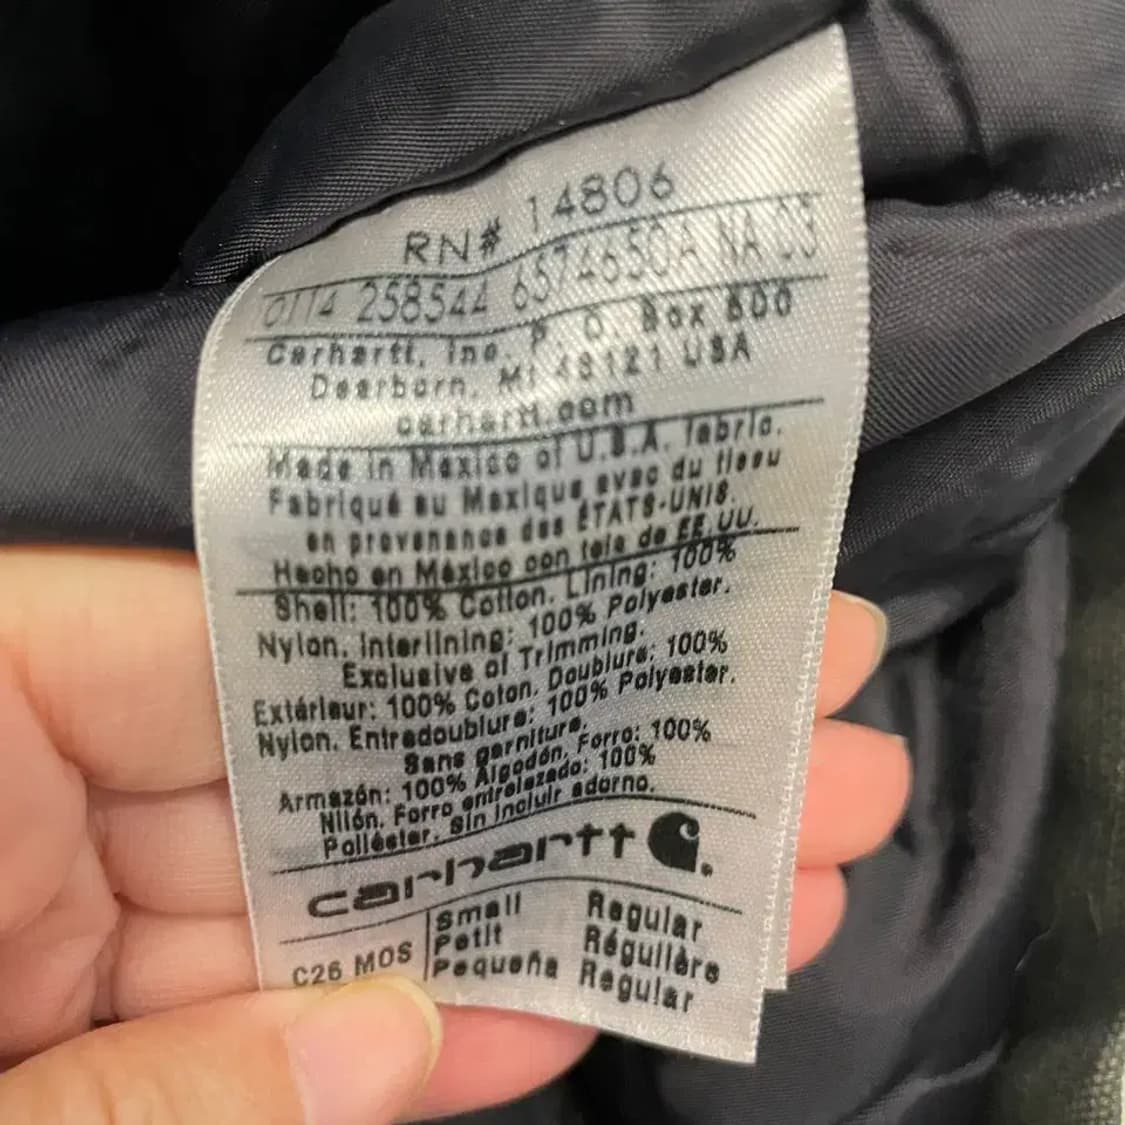 RN# 14806
0114 258544 6574650A NA 03
Carhartt, Inc. P. O. Box 600
Dearborn, MI 48121 USA
carhartt.com
Made in Mexico of U.S.A. fabric.
Fabriqué au Mexique avec du tissu
en provenance des ÉTATS-UNIS.
Hecho en México con tela de EE.UU.
Shell: 100% Cotton. Lining: 100%
Nylon. Interlining: 100% Polyester.
Exclusive of Trimming.
Extérieur: 100% Coton. Doublure: 100%
Nylon. Entredoublure: 100% Polyester.
Sans garniture.
Armazón: 100% Algodón. Forro: 100%
Nilón. Forro entrelazado: 100%
Poliéster. Sin incluir adorno.
carhartt
C26 MOS
Small Regular
Petit Régulière
Pequeña Regular